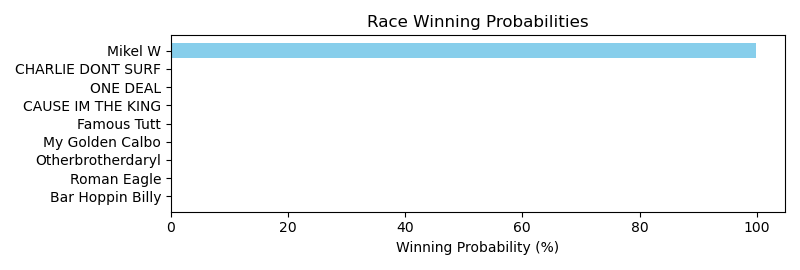 Race Winning Probabilities
Mikel W
CHARLIE DONT SURF
ONE DEAL
CAUSE IM THE KING
Famous Tutt
My Golden Calbo
Otherbrotherdaryl
Roman Eagle
Bar Hoppin Billy
0 20 40 60 80 100
Winning Probability (%)